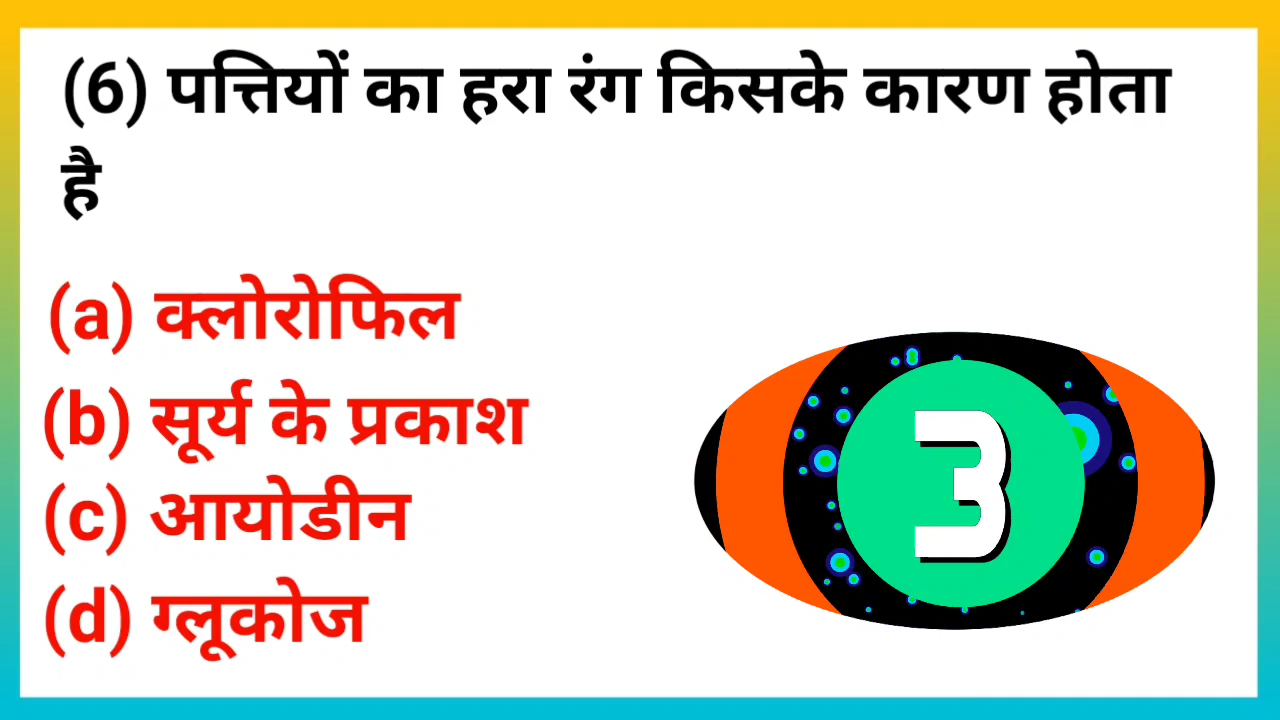 (6) पत्तियों का हरा रंग किसके कारण होता
है
(a) क्लोरोफिल
(b) सूर्य के प्रकाश
(c) आयोडीन
(d) ग्लूकोज
3